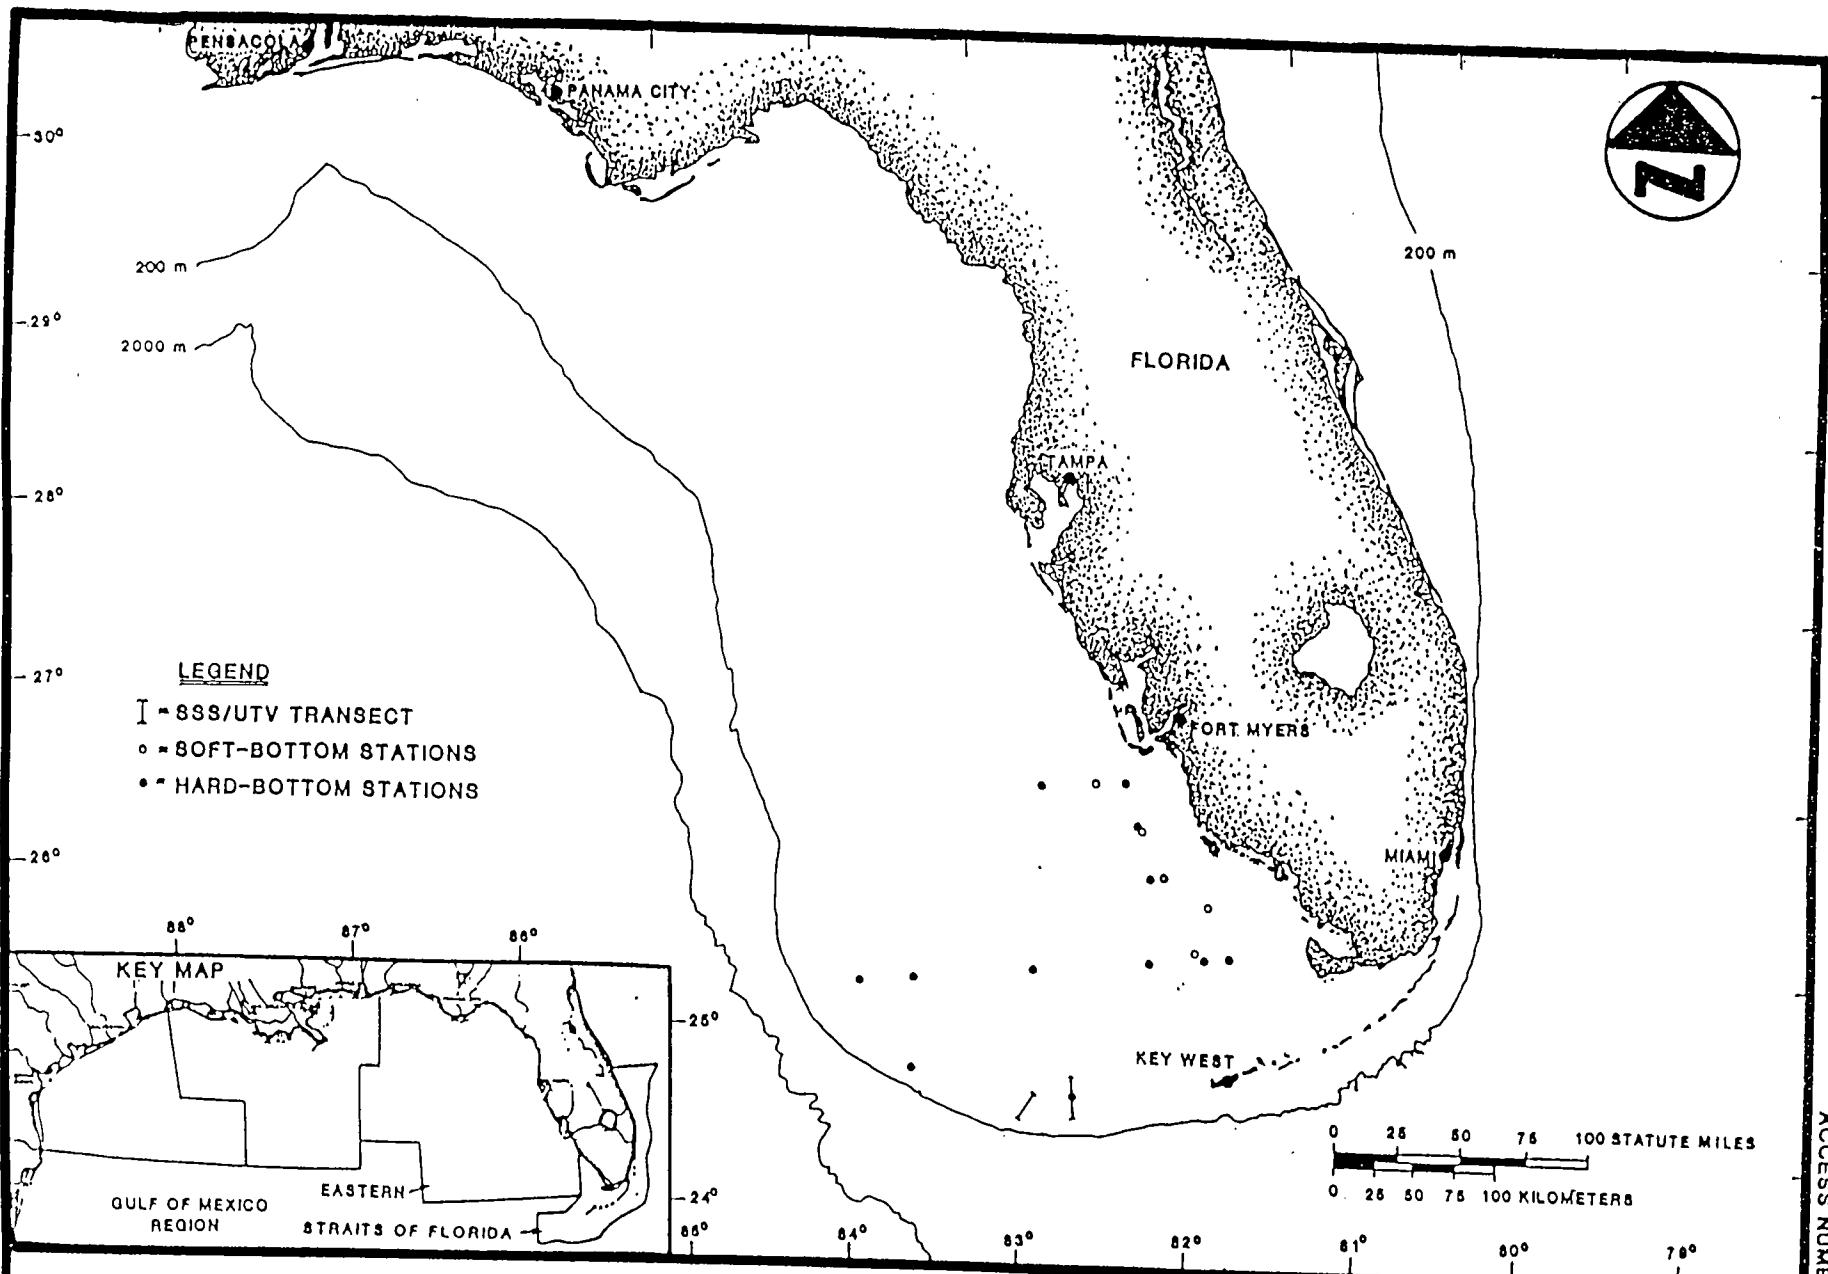 PENSACOLA
PANAMA CITY
30°
N
200 m
200 m
29°
2000 m
FLORIDA
TAMPA
28°
27°
LEGEND
I = SSS/UTV TRANSECT
o = SOFT-BOTTOM STATIONS
• = HARD-BOTTOM STATIONS
FORT MYERS
26°
MIAMI
88° 87° 86°
KEY MAP
25°
KEY WEST
0 25 50 75 100 STATUTE MILES
0 25 50 75 100 KILOMETERS
EASTERN
GULF OF MEXICO
REGION
STRAITS OF FLORIDA
24°
85° 84° 83° 82° 81° 80° 79°